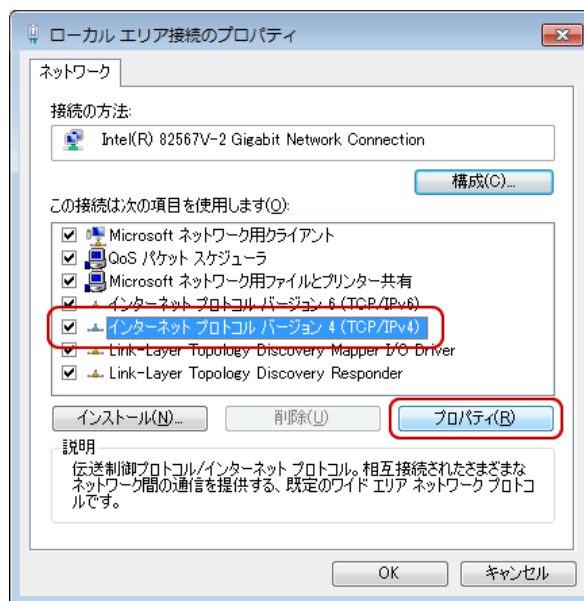 ローカル エリア接続のプロパティ
ネットワーク
接続の方法:
Intel(R) 82567V-2 Gigabit Network Connection
構成(C)...
この接続は次の項目を使用します(O):
Microsoft ネットワーク用クライアント
QoS パケット スケジューラ
Microsoft ネットワーク用ファイルとプリンター共有
インターネット プロトコル バージョン 6 (TCP/IPv6)
インターネット プロトコル バージョン 4 (TCP/IPv4)
Link-Layer Topology Discovery Mapper I/O Driver
Link-Layer Topology Discovery Responder
インストール(N)... 削除(U) プロパティ(R)
説明
伝送制御プロトコル/インターネット プロトコル。相互接続されたさまざまな
ネットワーク間の通信を提供する、既定のワイド エリア ネットワーク プロトコ
ルです。
OK キャンセル